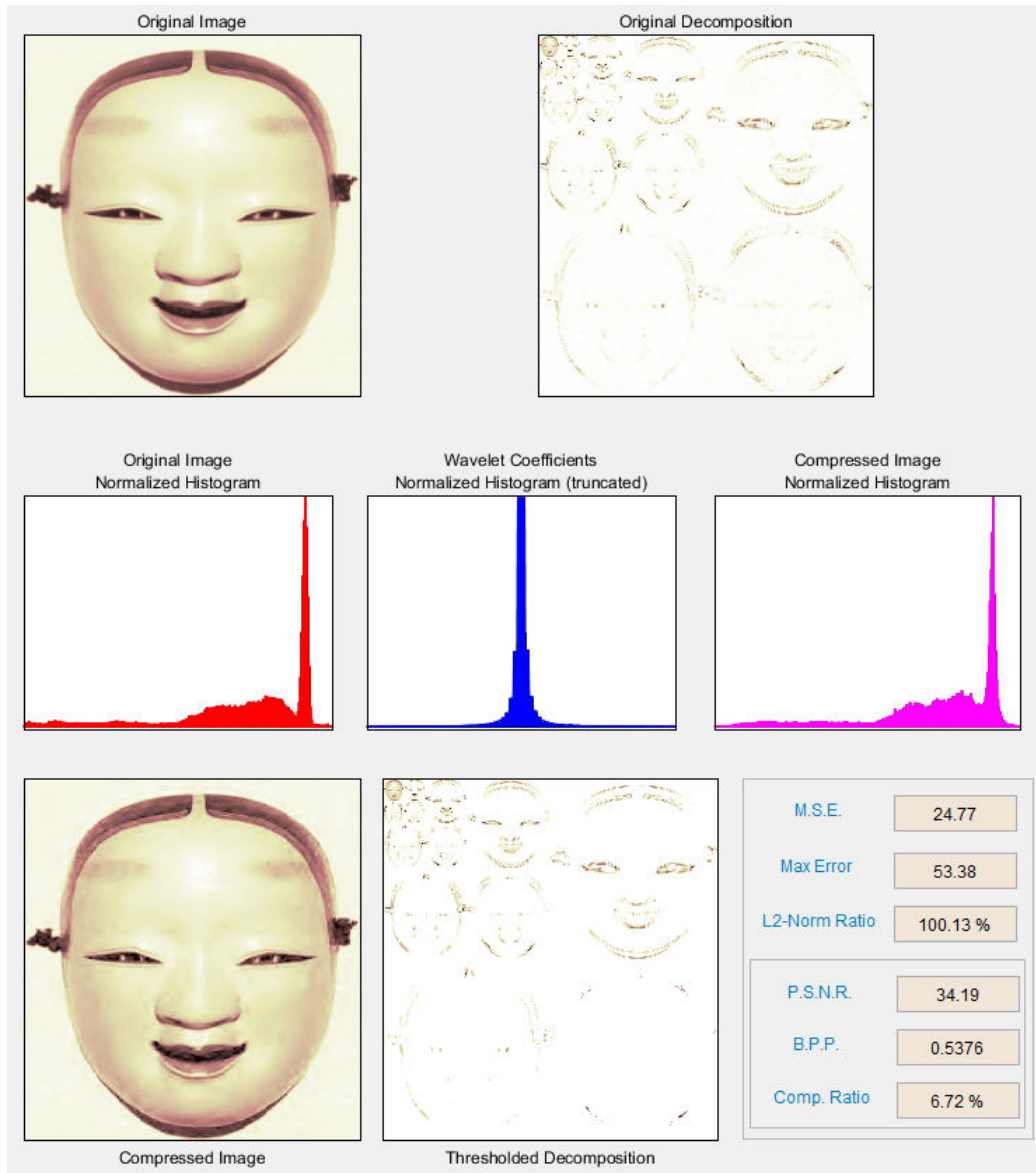 Original Image
Original Decomposition
Original Image
Normalized Histogram
Wavelet Coefficients
Normalized Histogram (truncated)
Compressed Image
Normalized Histogram
M.S.E.
24.77
Max Error
53.38
L2-Norm Ratio
100.13 %
P.S.N.R.
34.19
B.P.P.
0.5376
Comp. Ratio
6.72 %
Compressed Image
Thresholded Decomposition